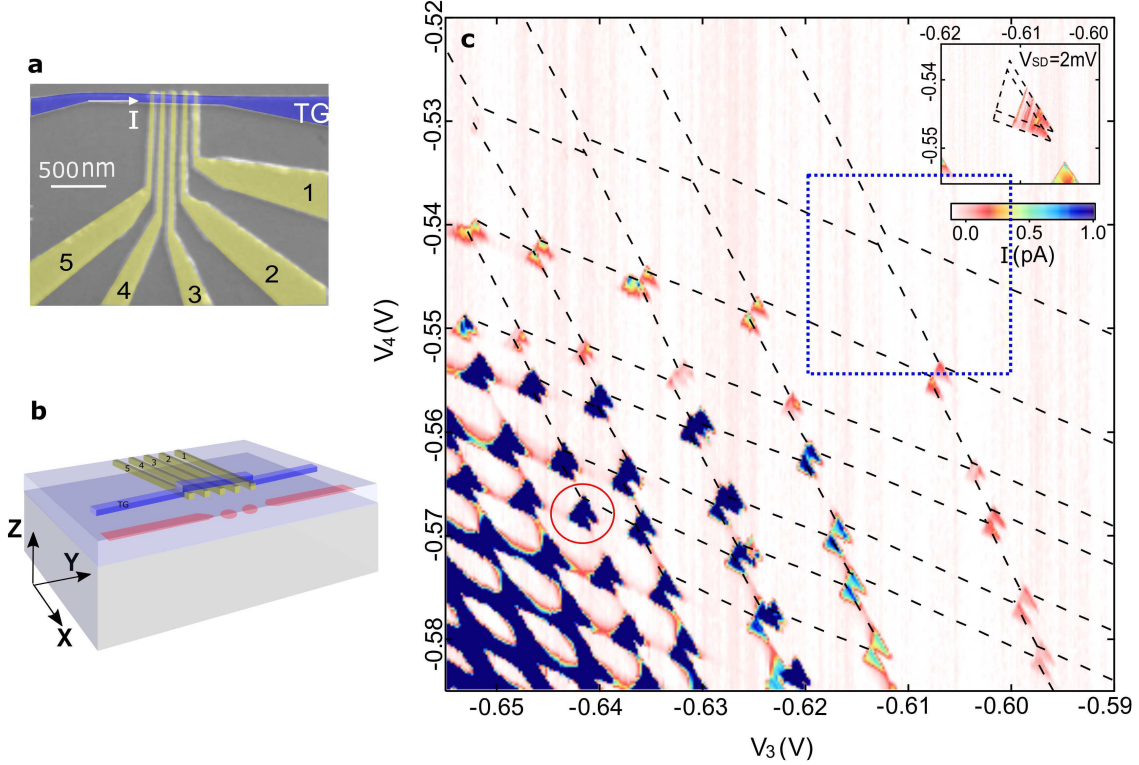 a
TG
I
500nm
1
2
3
4
5
b
5 4 3 2 1
TG
Z
Y
X
c
-0.52
-0.53
-0.54
-0.55
-0.56
-0.57
-0.58
V4(V)
-0.65 -0.64 -0.63 -0.62 -0.61 -0.60 -0.59
V3(V)
-0.62 -0.61 -0.60
VSD=2mV
-0.54
-0.55
0.0 0.5 1.0
I(pA)